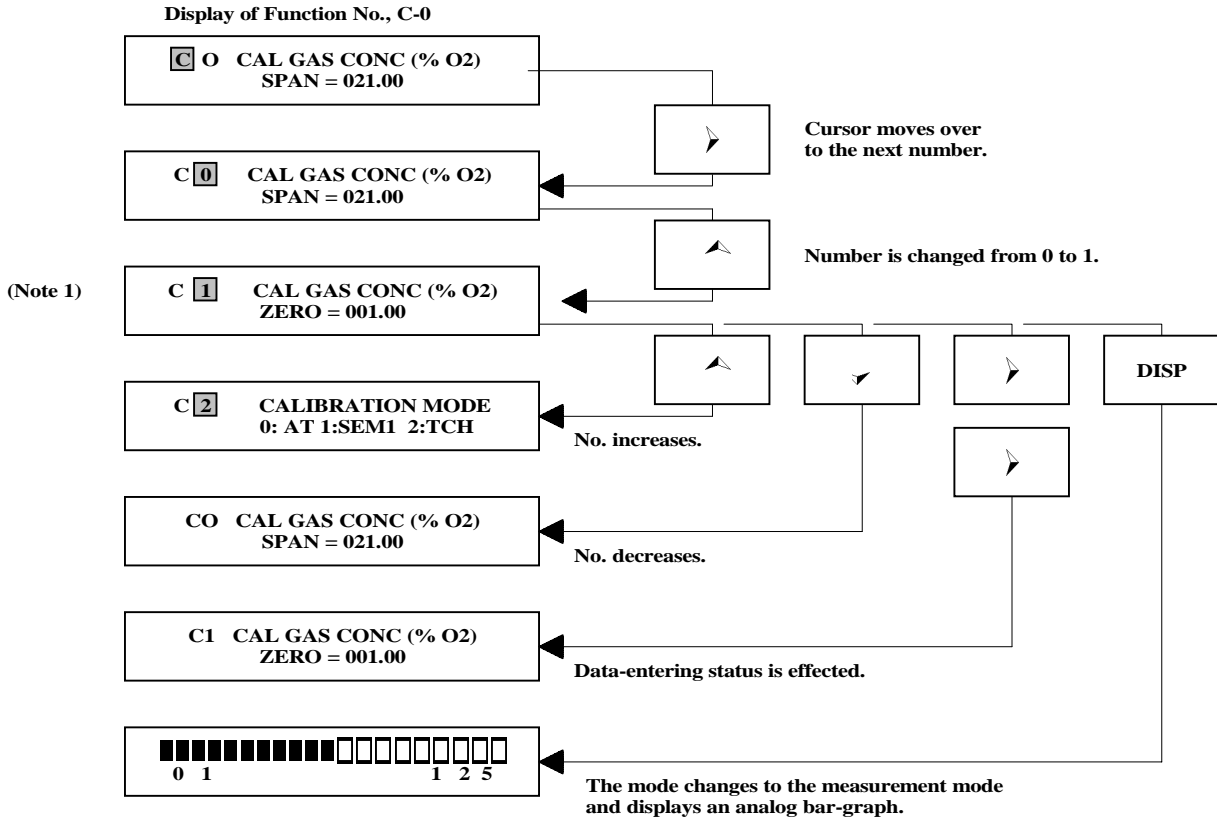 Display of Function No., C-0
C O CAL GAS CONC (% O2)
SPAN = 021.00
Cursor moves over
to the next number.
C 0 CAL GAS CONC (% O2)
SPAN = 021.00
Number is changed from 0 to 1.
(Note 1)
C 1 CAL GAS CONC (% O2)
ZERO = 001.00
DISP
C 2 CALIBRATION MODE
0: AT 1:SEM1 2:TCH
No. increases.
CO CAL GAS CONC (% O2)
SPAN = 021.00
No. decreases.
C1 CAL GAS CONC (% O2)
ZERO = 001.00
Data-entering status is effected.
0 1 1 2 5
The mode changes to the measurement mode
and displays an analog bar-graph.